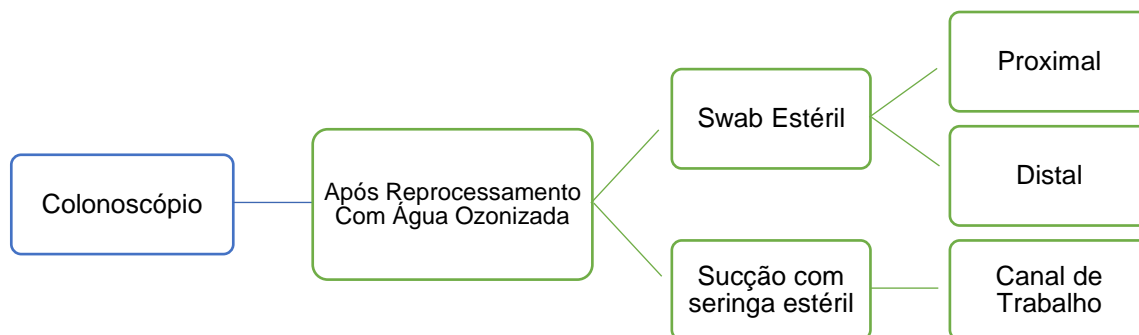 Colonoscópio
Após Reprocessamento
Com Água Ozonizada
Swab Estéril
Proximal
Distal
Sucção com
seringa estéril
Canal de
Trabalho